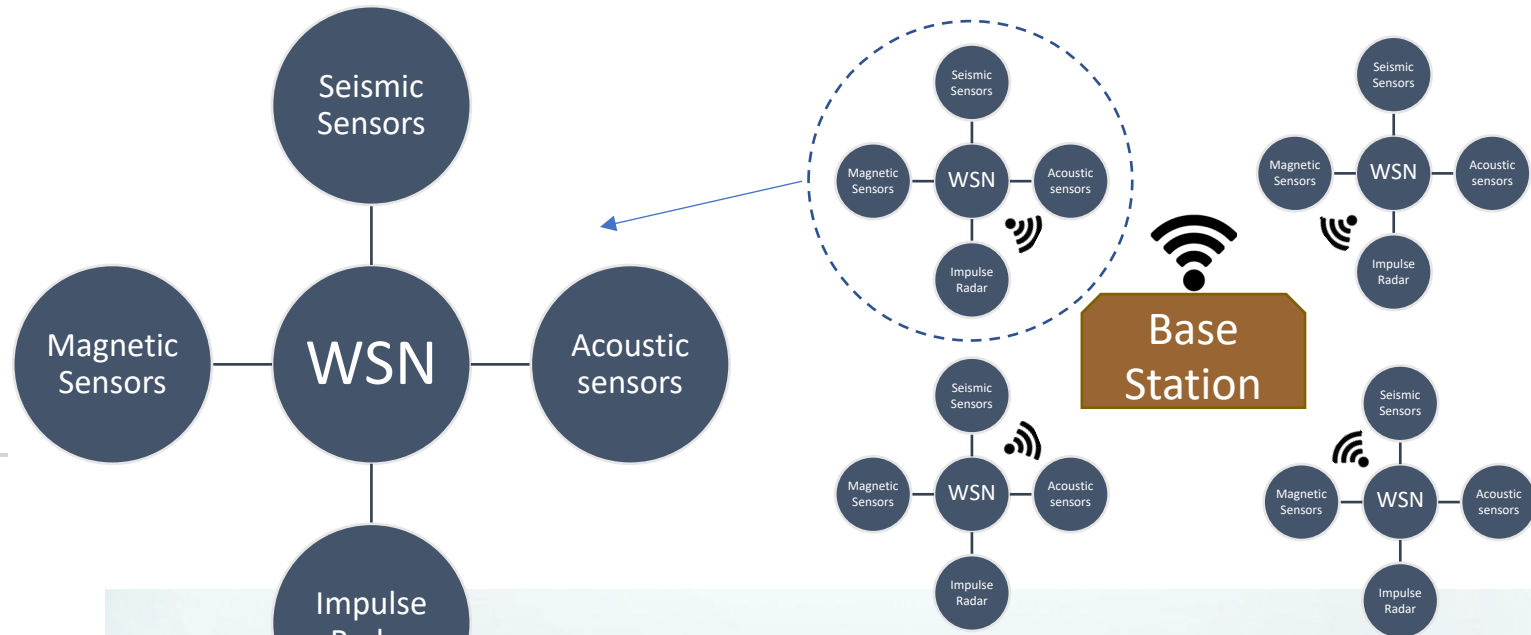 Seismic
Sensors
Magnetic
Sensors
WSN
Acoustic
sensors
Impulse
Seismic
Sensors
Magnetic
Sensors
WSN
Acoustic
sensors
Impulse
Radar
Seismic
Sensors
Magnetic
Sensors
WSN
Acoustic
sensors
Impulse
Radar
Base
Station
Seismic
Sensors
Magnetic
Sensors
WSN
Acoustic
sensors
Impulse
Radar
Seismic
Sensors
Magnetic
Sensors
WSN
Acoustic
sensors
Impulse
Radar